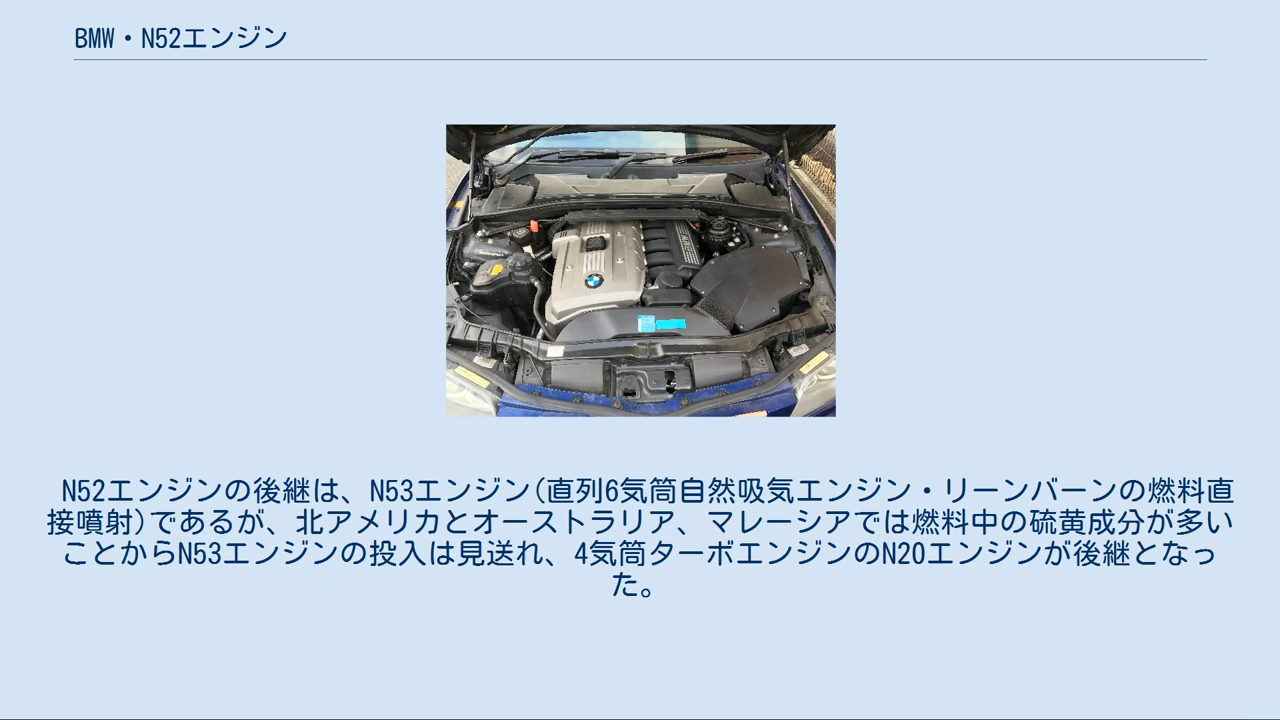 BMW・N52エンジン
N52エンジンの後継は、N53エンジン(直列6気筒自然吸気エンジン・リーンバーンの燃料直
接噴射)であるが、北アメリカとオーストラリア、マレーシアでは燃料中の硫黄成分が多い
ことからN53エンジンの投入は見送れ、4気筒ターボエンジンのN20エンジンが後継となっ
た。